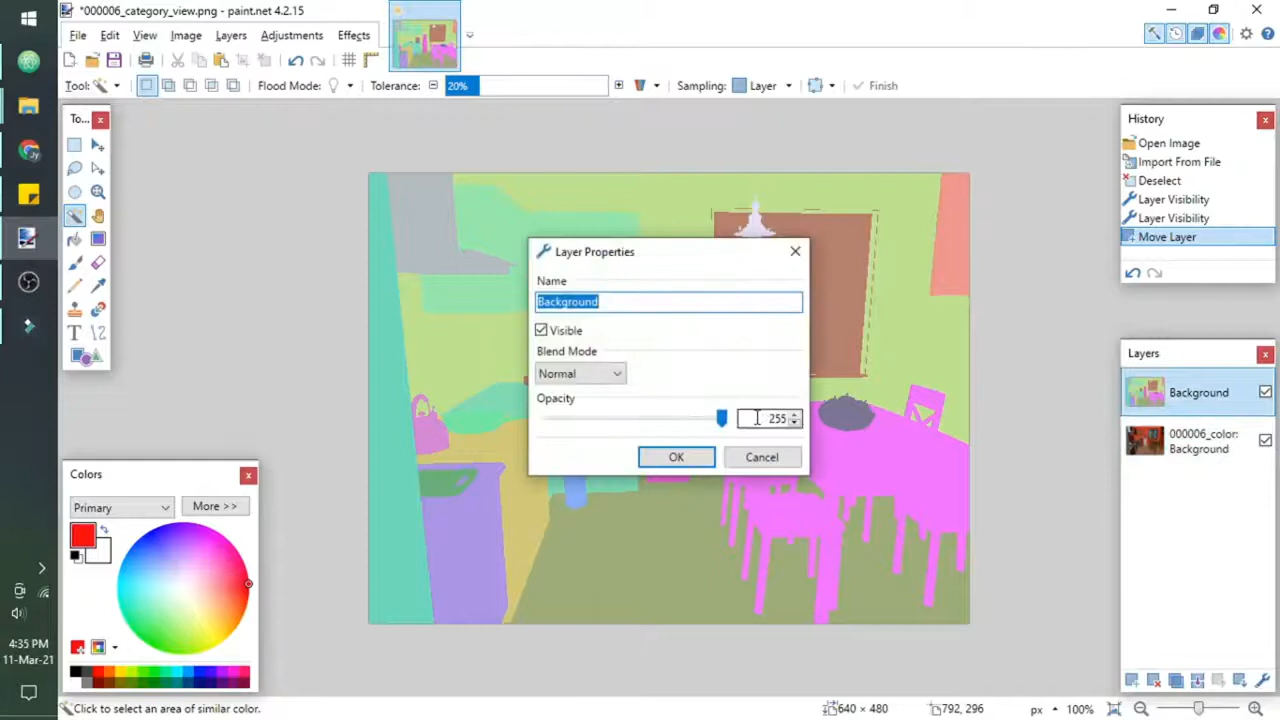 *000006_category_view.png - paint.net 4.2.15
File Edit View Image Layers Adjustments Effects
Tool: Flood Mode: Tolerance: 20% Sampling: Layer Finish
To...
History
Open Image
Import From File
Deselect
Layer Visibility
Layer Visibility
Move Layer
Layer Properties
Name
Background
Visible
Blend Mode
Normal
Opacity
255
OK Cancel
Layers
Background
000006_color:
Background
Colors
Primary More >>
4:35 PM
11-Mar-21
Click to select an area of similar color.
640 × 480 792, 296 px 100%